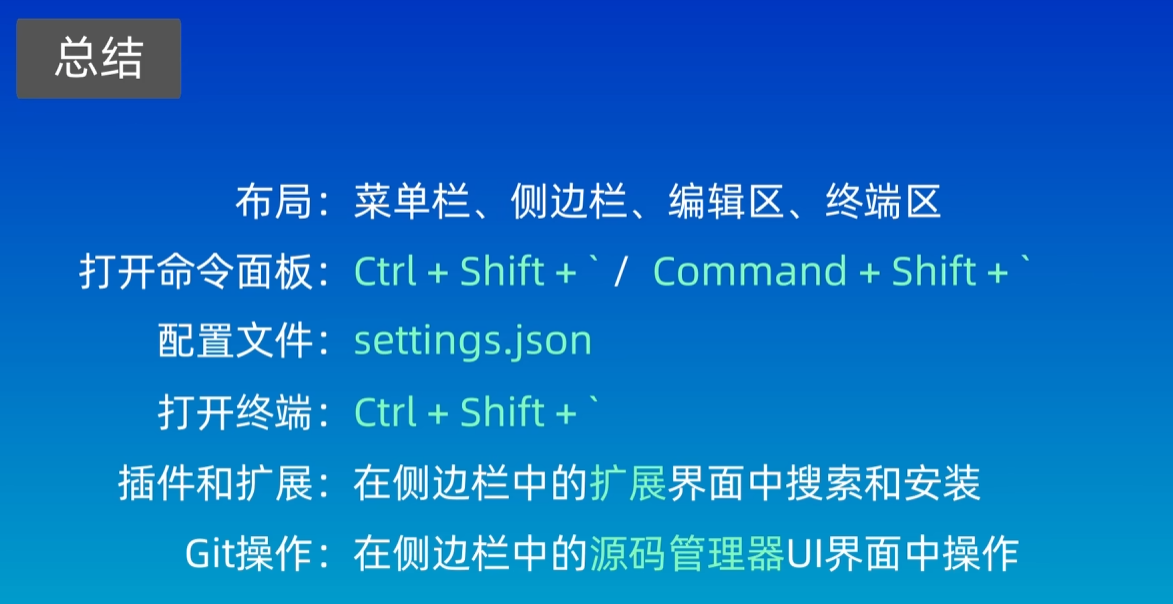 总结
布局：菜单栏、侧边栏、编辑区、终端区
打开命令面板：Ctrl + Shift + ` / Command + Shift + `
配置文件：settings.json
打开终端：Ctrl + Shift + `
插件和扩展：在侧边栏中的扩展界面中搜索和安装
Git操作：在侧边栏中的源码管理器UI界面中操作